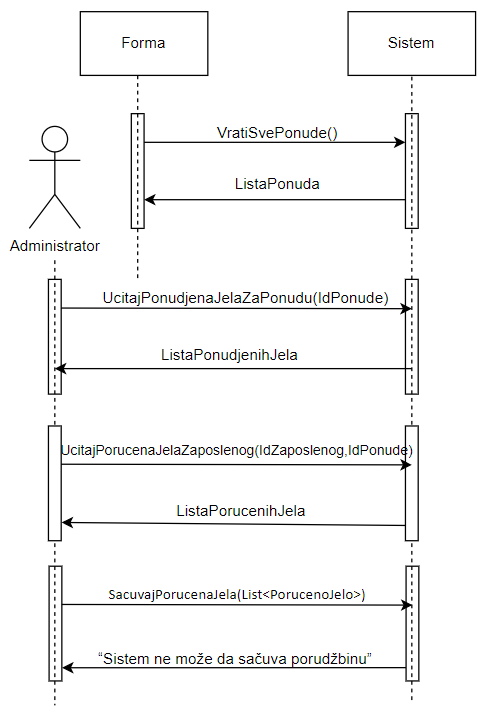 Forma
Sistem
VratiSvePonude()
ListaPonuda
Administrator
UcitajPonudjenaJelaZaPonudu(IdPonude)
ListaPonudjenihJela
UcitajPorucenaJelaZaposlenog(IdZaposlenog,IdPonude)
ListaPorucenihJela
SacuvajPorucenaJela(List<PorucenoJelo>)
“Sistem ne može da sačuva porudžbinu”